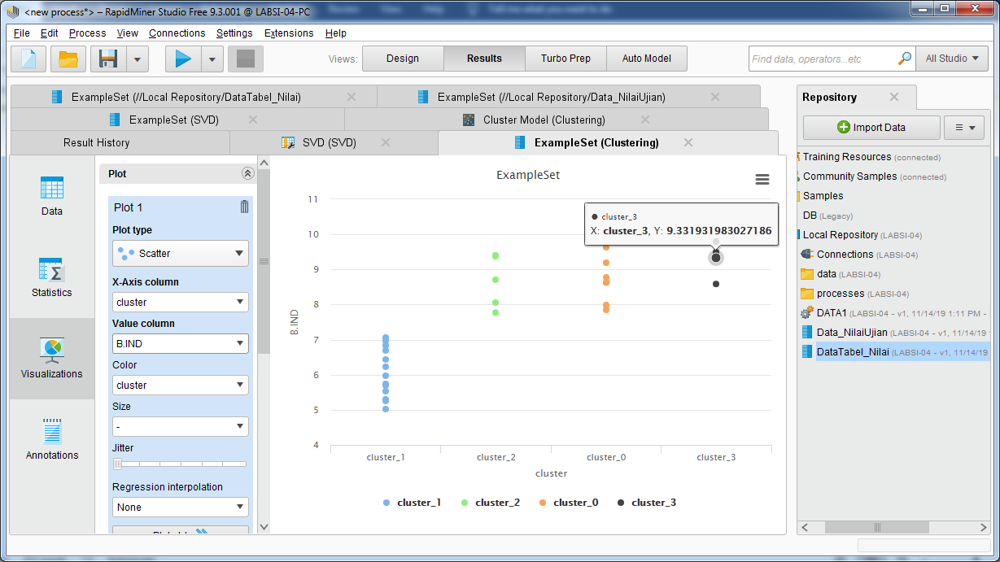 <new process*> – RapidMiner Studio Free 9.3.001 @ LABSI-04-PC
File Edit Process View Connections Settings Extensions Help
Views: Design Results Turbo Prep Auto Model Find data, operators...etc All Studio
ExampleSet (//Local Repository/DataTabel_Nilai) ExampleSet (//Local Repository/Data_NilaiUjian)
ExampleSet (SVD) Cluster Model (Clustering)
Result History SVD (SVD) ExampleSet (Clustering)
Data
Statistics
Visualizations
Annotations
Plot
Plot 1
Plot type
Scatter
X-Axis column
cluster
Value column
B.IND
Color
cluster
Size
-
Jitter
Regression interpolation
None
ExampleSet
11
10
9
8
7
6
5
4
B.IND
cluster_3
X: cluster_3, Y: 9.331931983027186
cluster_1 cluster_2 cluster_0 cluster_3
cluster
cluster_1 cluster_2 cluster_0 cluster_3
Repository
Import Data
Training Resources (connected)
Community Samples (connected)
Samples
DB (Legacy)
Local Repository (LABSI-04)
Connections (LABSI-04)
data (LABSI-04)
processes (LABSI-04)
DATA1 (LABSI-04 - v1, 11/14/19 1:11 PM -
Data_NilaiUjian (LABSI-04 - v1, 11/14/19
DataTabel_Nilai (LABSI-04 - v1, 11/14/19